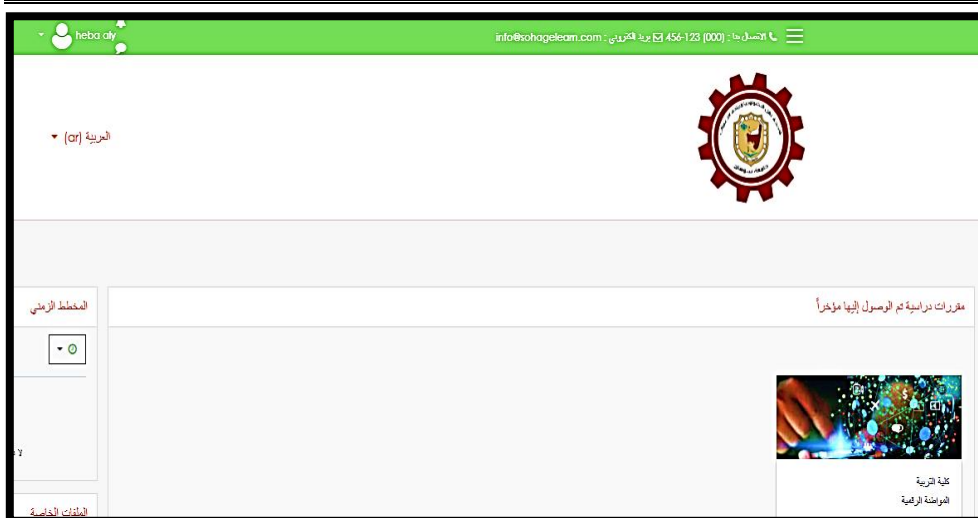 الاتصال بنا : (000) 123-456 بريد الكتروني : info@sohagelearn.com
heba aly
العربية (ar)
مقررات دراسية تم الوصول إليها مؤخراً
المخطط الزمني
كلية التربية
المواطنة الرقمية
الملفات الخاصة